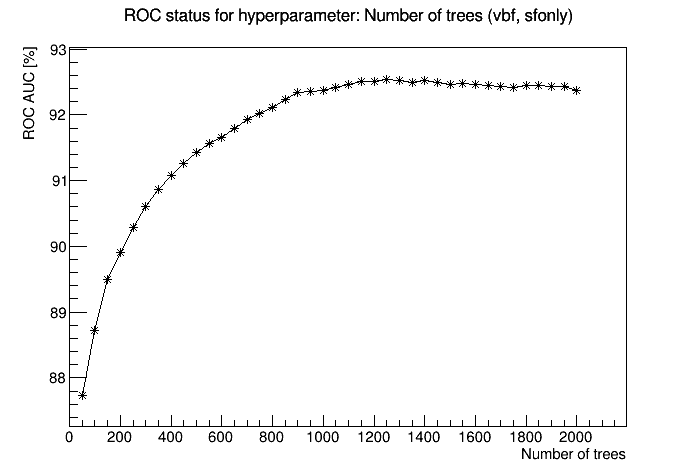 ROC status for hyperparameter: Number of trees (vbf, sfonly)
ROC AUC [%]
93
92
91
90
89
88
0 200 400 600 800 1000 1200 1400 1600 1800 2000
Number of trees